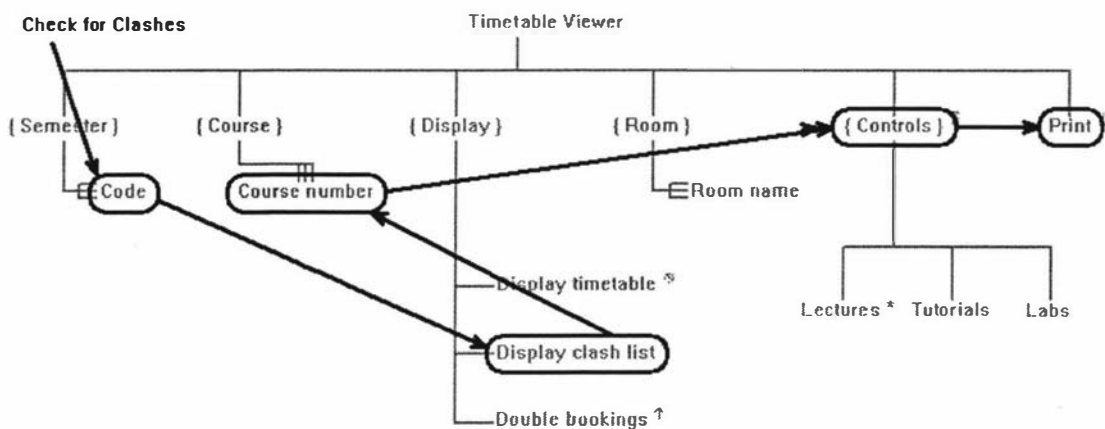 Check for Clashes
Timetable Viewer
{ Semester }
{ Course }
{ Display }
{ Room }
{ Controls }
Print
Code
Course number
Room name
Display timetable
Lectures *
Tutorials
Labs
Display clash list
Double bookings ↑